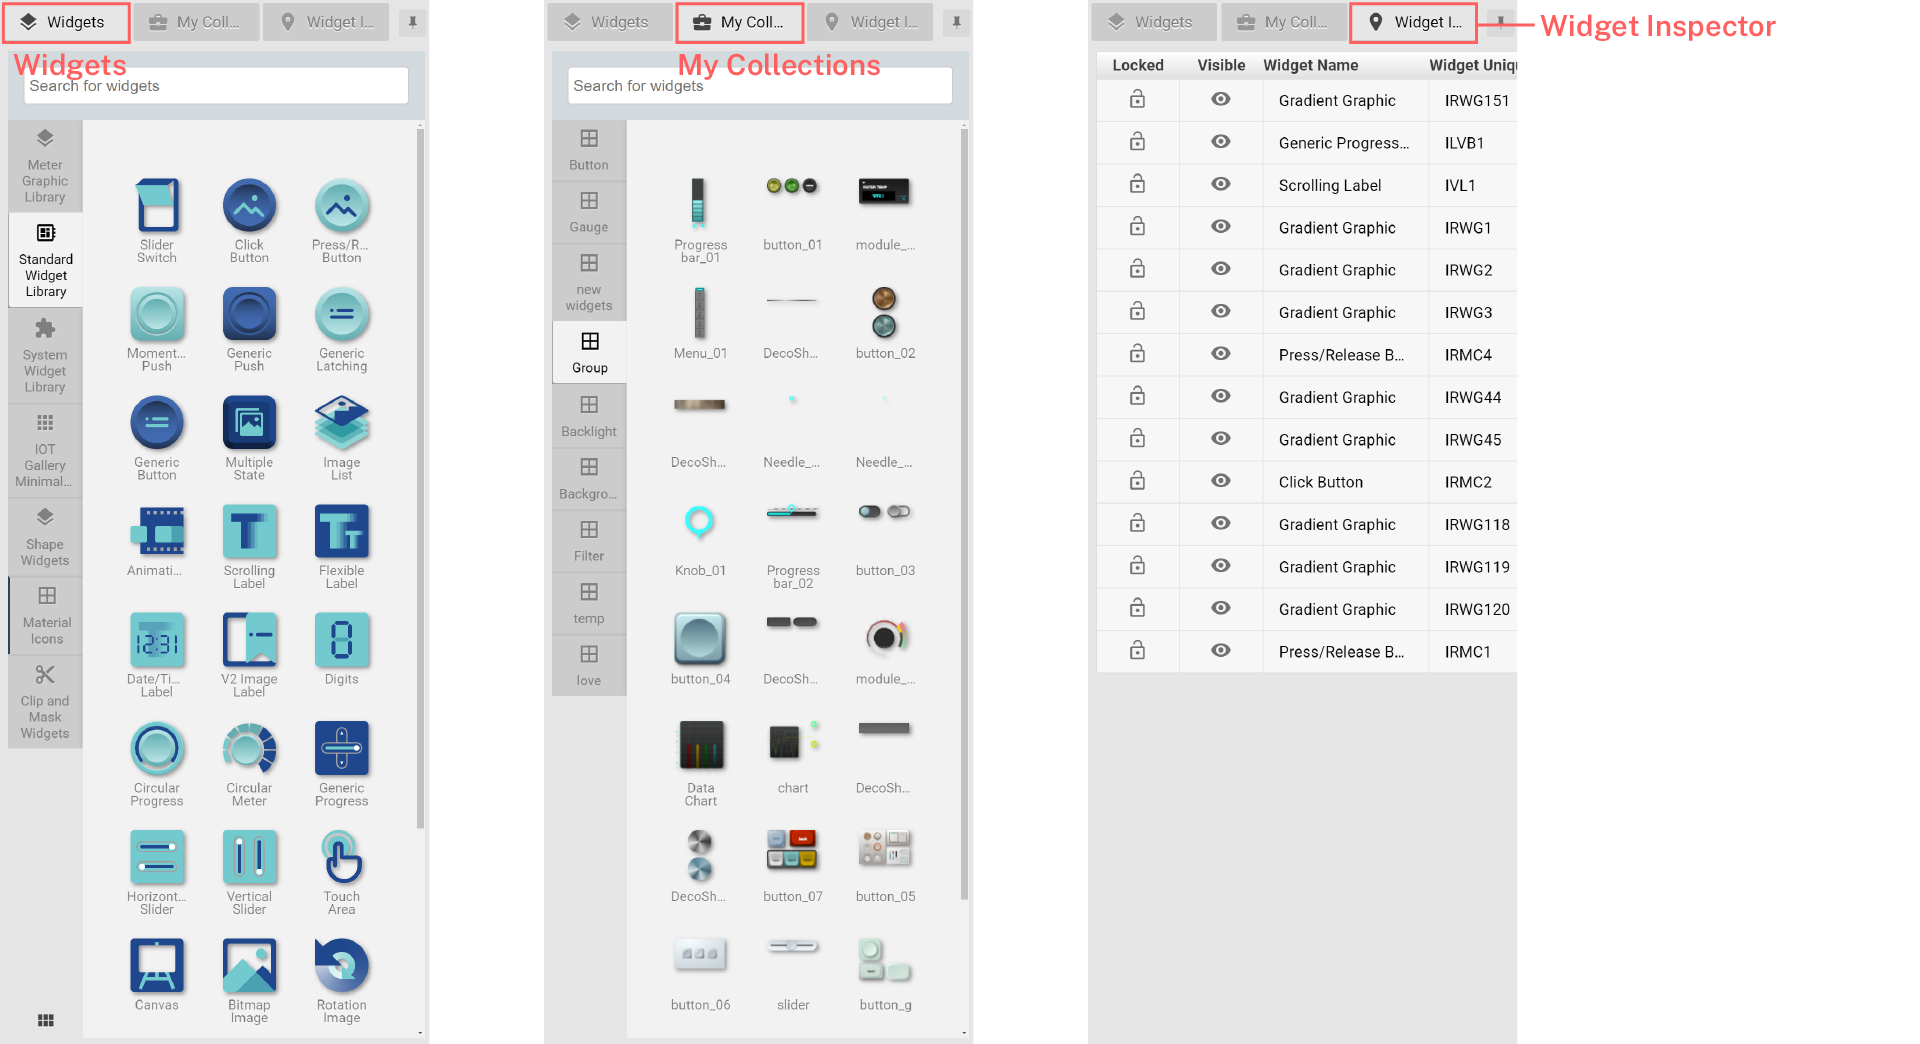 Widgets
My Coll...
Widget I...
Widgets
Search for widgets
Meter
Graphic
Library
Standard
Widget
Library
System
Widget
Library
IOT
Gallery
Minimal...
Shape
Widgets
Material
Icons
Clip and
Mask
Widgets
Slider
Switch
Click
Button
Press/R...
Button
Moment...
Push
Generic
Push
Generic
Latching
Generic
Button
Multiple
State
Image
List
Animati...
Scrolling
Label
Flexible
Label
Date/Ti...
Label
V2 Image
Label
Digits
Circular
Progress
Circular
Meter
Generic
Progress
Horizont...
Slider
Vertical
Slider
Touch
Area
Canvas
Bitmap
Image
Rotation
Image
Widgets
My Coll...
Widget I...
My Collections
Search for widgets
Button
Gauge
new
widgets
Group
Backlight
Backgro...
Filter
temp
love
Progress
bar_01
button_01
module_...
Menu_01
DecoSh...
button_02
DecoSh...
Needle_...
Needle_...
Knob_01
Progress
bar_02
button_03
button_04
DecoSh...
module_...
Data
Chart
chart
DecoSh...
DecoSh...
button_07
button_05
button_06
slider
button_g
Widgets
My Coll...
Widget I...
Widget Inspector
Locked Visible Widget Name Widget Uniq
Gradient Graphic IRWG151
Generic Progress... ILVB1
Scrolling Label IVL1
Gradient Graphic IRWG1
Gradient Graphic IRWG2
Gradient Graphic IRWG3
Press/Release B... IRMC4
Gradient Graphic IRWG44
Gradient Graphic IRWG45
Click Button IRMC2
Gradient Graphic IRWG118
Gradient Graphic IRWG119
Gradient Graphic IRWG120
Press/Release B... IRMC1